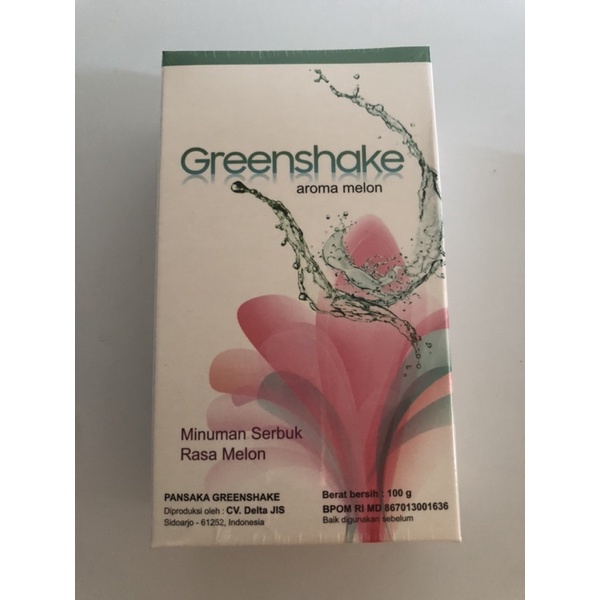 Greenshake
aroma melon
Minuman Serbuk
Rasa Melon
PANSAKA GREENSHAKE
Diproduksi oleh : CV. Delta JIS
Sidoarjo - 61252, Indonesia
Berat bersih : 100 g
BPOM RI MD 867013001636
Baik digunakan sebelum